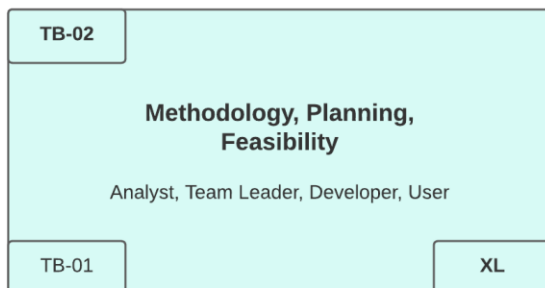 TB-02
Methodology, Planning,
Feasibility
Analyst, Team Leader, Developer, User
TB-01
XL